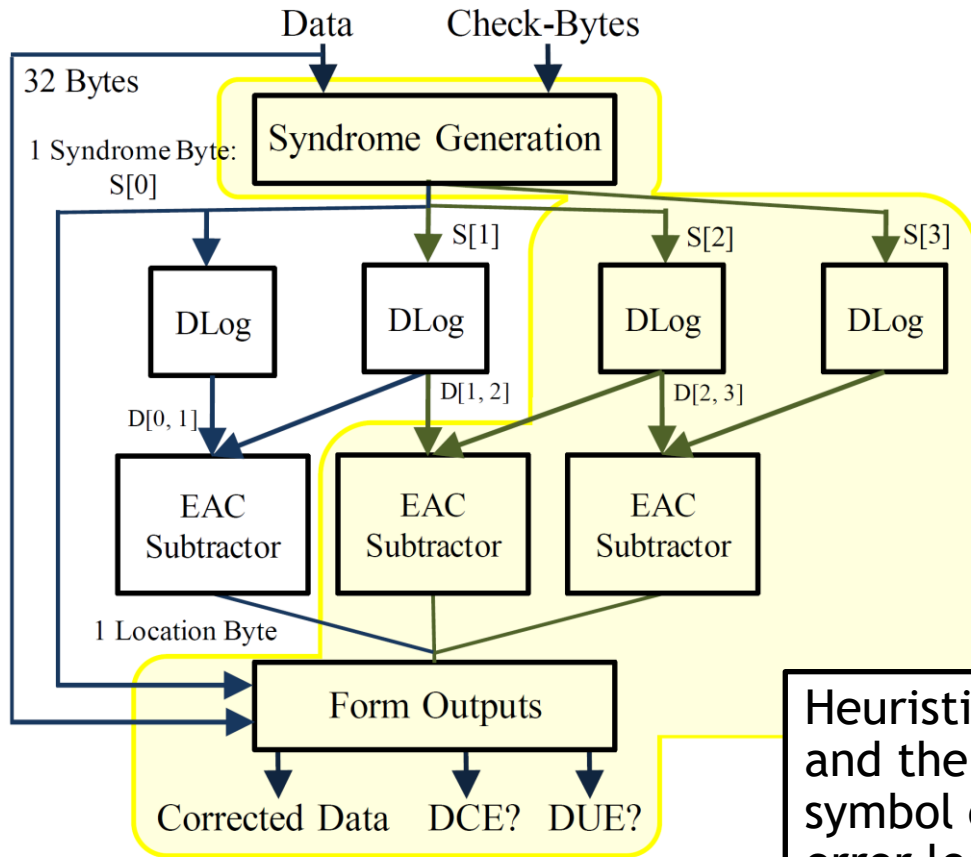 Data
Check-Bytes
32 Bytes
Syndrome Generation
1 Syndrome Byte:
S[0]
S[1]
S[2]
S[3]
DLog
DLog
DLog
DLog
D[0, 1]
D[1, 2]
D[2, 3]
EAC
Subtractor
EAC
Subtractor
EAC
Subtractor
1 Location Byte
Form Outputs
Corrected Data
DCE?
DUE?
and the
symbol